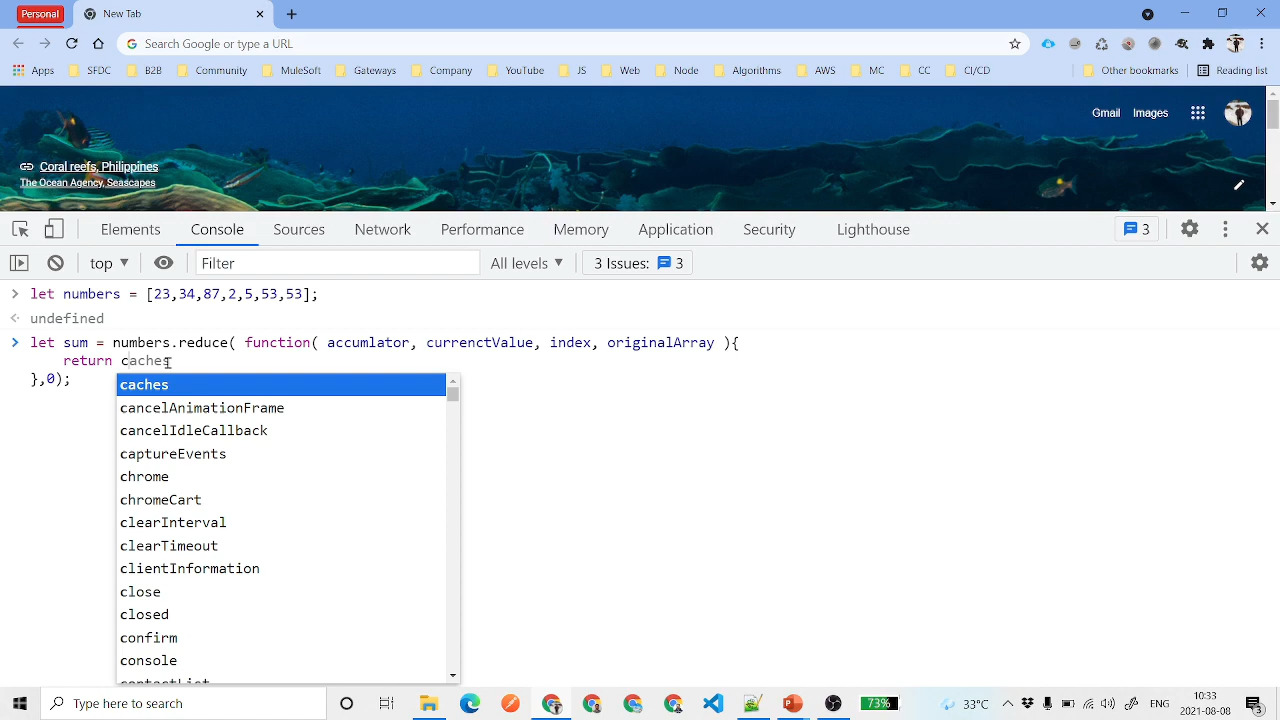 Personal
New Tab
Search Google or type a URL
Apps SFDC B2B Community MuleSoft Gateways Company YouTube JS Web Node Algorithms AWS MC CC CI/CD Other bookmarks Reading list
Gmail Images
Coral reefs, Philippines
The Ocean Agency, Seascapes
Elements Console Sources Network Performance Memory Application Security Lighthouse 3
top Filter All levels 3 Issues: 3
let numbers = [23,34,87,2,5,53,53];
undefined
let sum = numbers.reduce( function( accumlator, currenctValue, index, originalArray ){
return caches
},0);
caches
cancelAnimationFrame
cancelIdleCallback
captureEvents
chrome
chromeCart
clearInterval
clearTimeout
clientInformation
close
closed
confirm
console
contactList
Type here to search
73%
33°C
ENG
10:33
2021-08-08
3